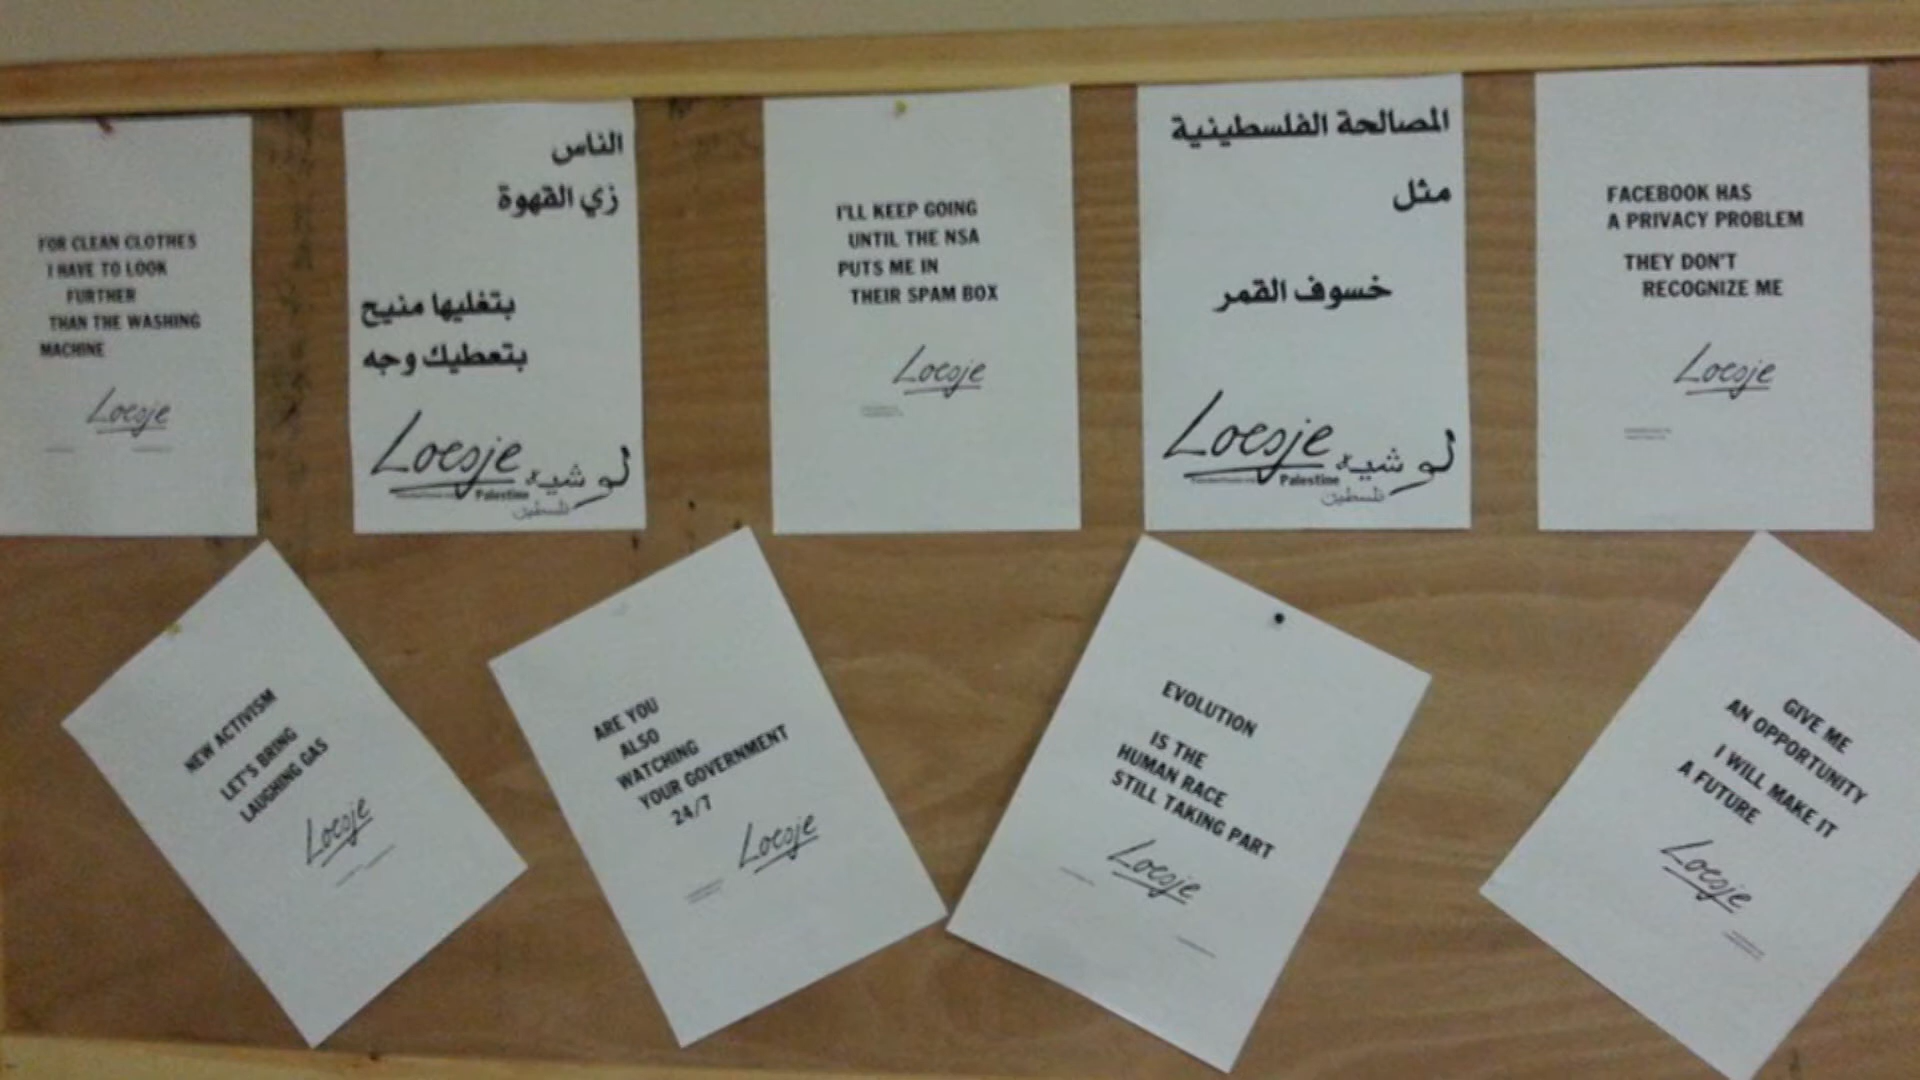 FOR CLEAN CLOTHES
I HAVE TO LOOK
FURTHER
THAN THE WASHING
MACHINE
Loesje
الناس
زي القهوة
بتغليها منيح
بتعطيك وجه
Loesje لو شيه
Palestine
فلسطين
I'LL KEEP GOING
UNTIL THE NSA
PUTS ME IN
THEIR SPAM BOX
Loesje
المصالحة الفلسطينية
مثل
خسوف القمر
Loesje لو شيه
Palestine
فلسطين
FACEBOOK HAS
A PRIVACY PROBLEM
THEY DON'T
RECOGNIZE ME
Loesje
NEW ACTIVISM
LET'S BRING
LAUGHING GAS
Loesje
ARE YOU
ALSO
WATCHING
YOUR GOVERNMENT
24/7
Loesje
EVOLUTION
IS THE
HUMAN RACE
STILL TAKING PART
Loesje
GIVE ME
AN OPPORTUNITY
I WILL MAKE IT
A FUTURE
Loesje